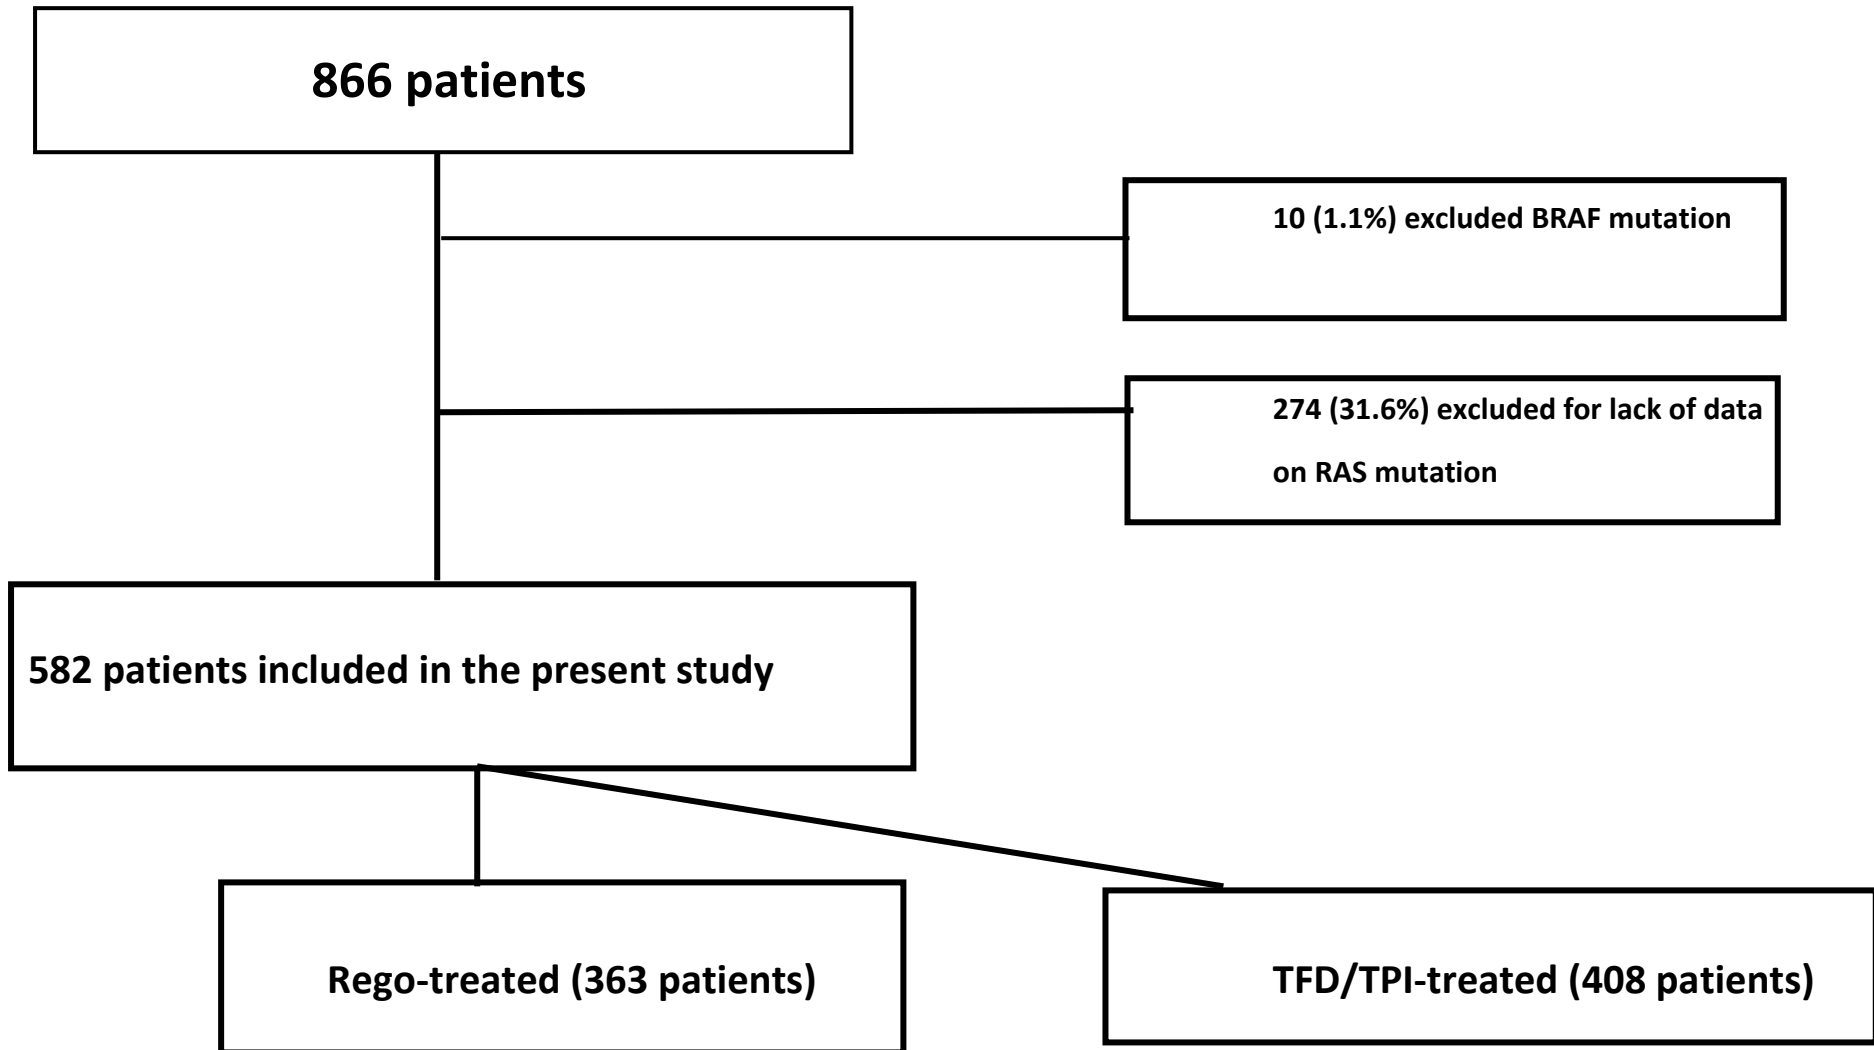 866 patients
10 (1.1%) excluded BRAF mutation
274 (31.6%) excluded for lack of data
on RAS mutation
582 patients included in the present study
Rego-treated (363 patients)
TFD/TPI-treated (408 patients)